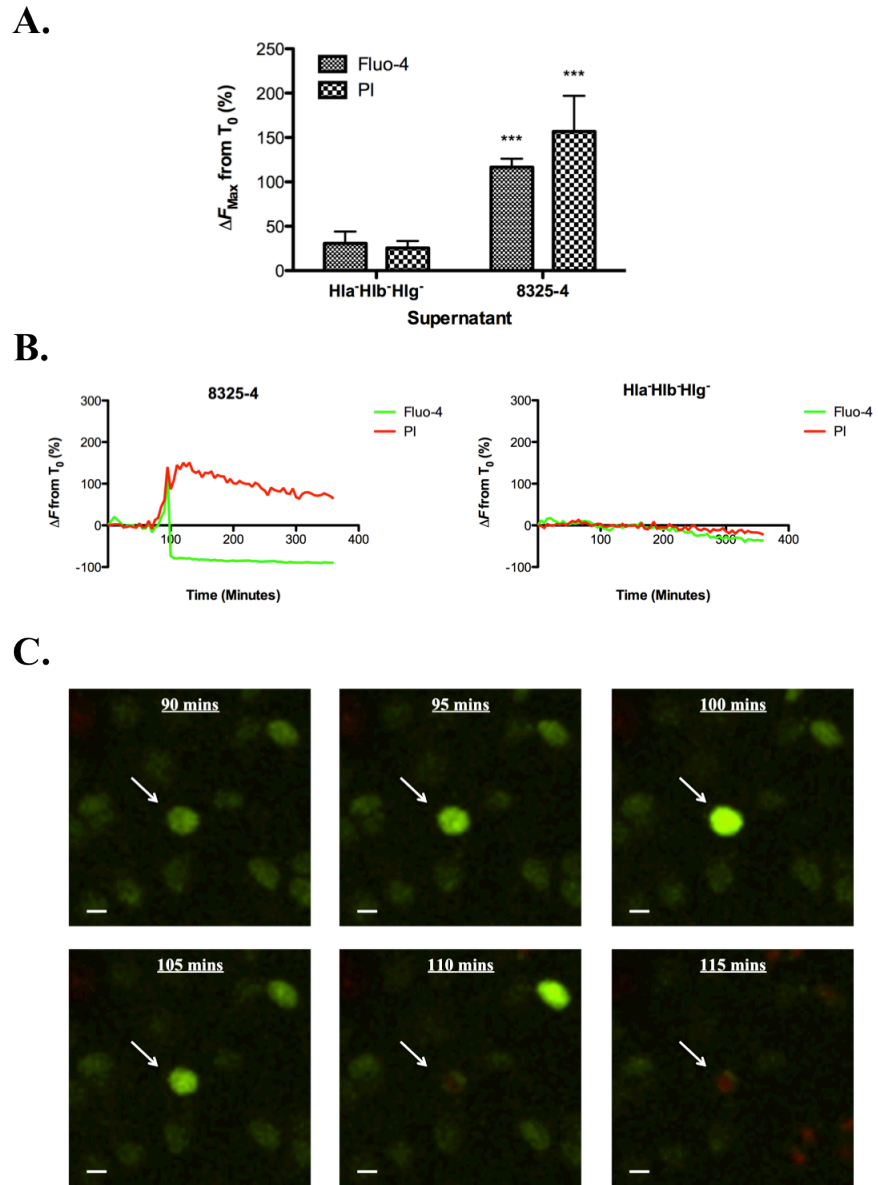 A.
250
200
150
100
50
0
ΔF_Max from T₀ (%)
Fluo-4
PI
***
***
Hla⁻Hlb⁻Hlg⁻
8325-4
Supernatant
B.
8325-4
300
200
100
0
-100
100
200
300
400
ΔF from T₀ (%)
Time (Minutes)
Fluo-4
PI
Hla⁻Hlb⁻Hlg⁻
300
200
100
0
-100
100
200
300
400
ΔF from T₀ (%)
Time (Minutes)
Fluo-4
PI
C.
90 mins
95 mins
100 mins
105 mins
110 mins
115 mins